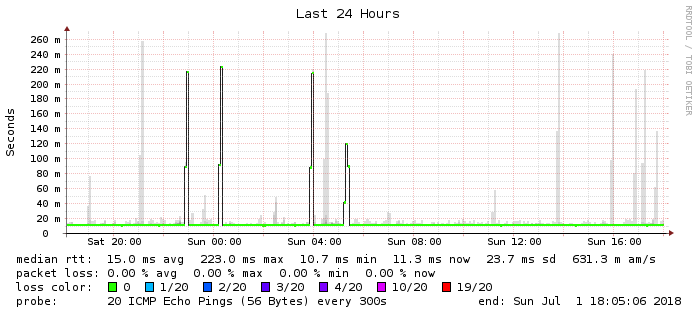 Last 24 Hours
RRDTOOL / TOBI OETIKER
Seconds
260 m
240 m
220 m
200 m
180 m
160 m
140 m
120 m
100 m
80 m
60 m
40 m
20 m
0
Sat 20:00 Sun 00:00 Sun 04:00 Sun 08:00 Sun 12:00 Sun 16:00
median rtt: 15.0 ms avg 223.0 ms max 10.7 ms min 11.3 ms now 23.7 ms sd 631.3 m am/s
packet loss: 0.00 % avg 0.00 % max 0.00 % min 0.00 % now
loss color: 0 1/20 2/20 3/20 4/20 10/20 19/20
probe: 20 ICMP Echo Pings (56 Bytes) every 300s end: Sun Jul 1 18:05:06 2018